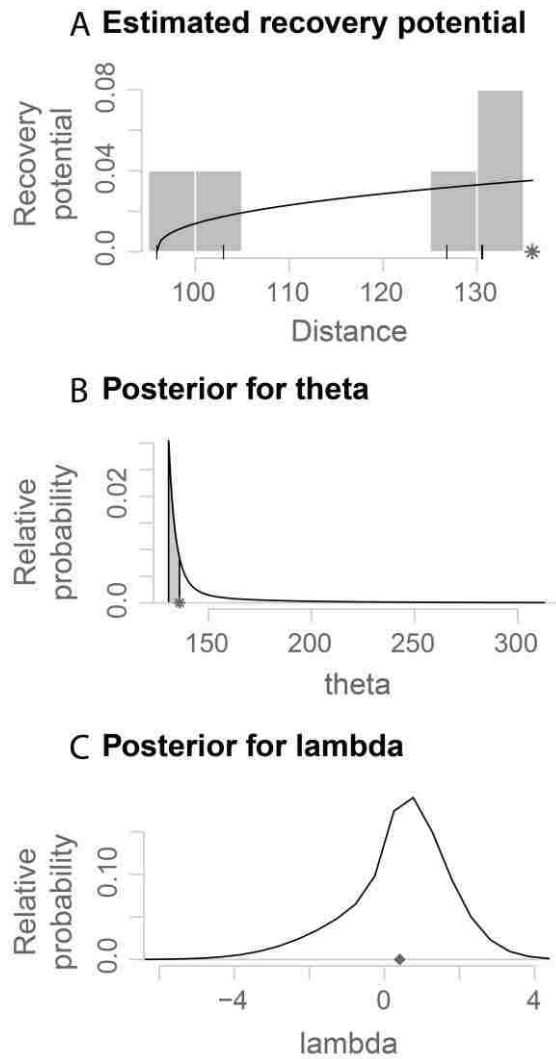 A Estimated recovery potential
Recovery
potential
0.0
0.04
0.08
100
110
120
130
Distance
B Posterior for theta
Relative
probability
0.0
0.02
150
200
250
300
theta
C Posterior for lambda
Relative
probability
0.0
0.10
−4
0
4
lambda